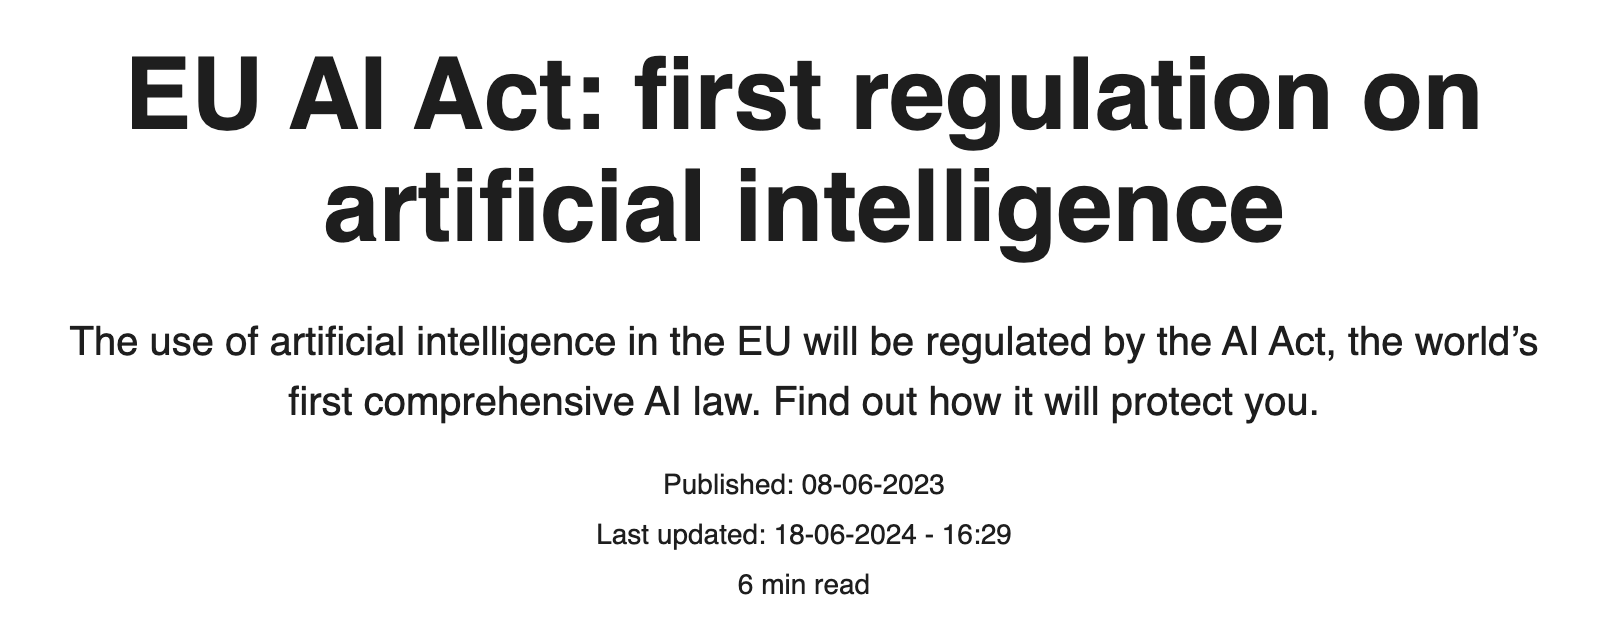 EU AI Act: first regulation on
artificial intelligence
The use of artificial intelligence in the EU will be regulated by the AI Act, the world’s
first comprehensive AI law. Find out how it will protect you.
Published: 08-06-2023
Last updated: 18-06-2024 - 16:29
6 min read